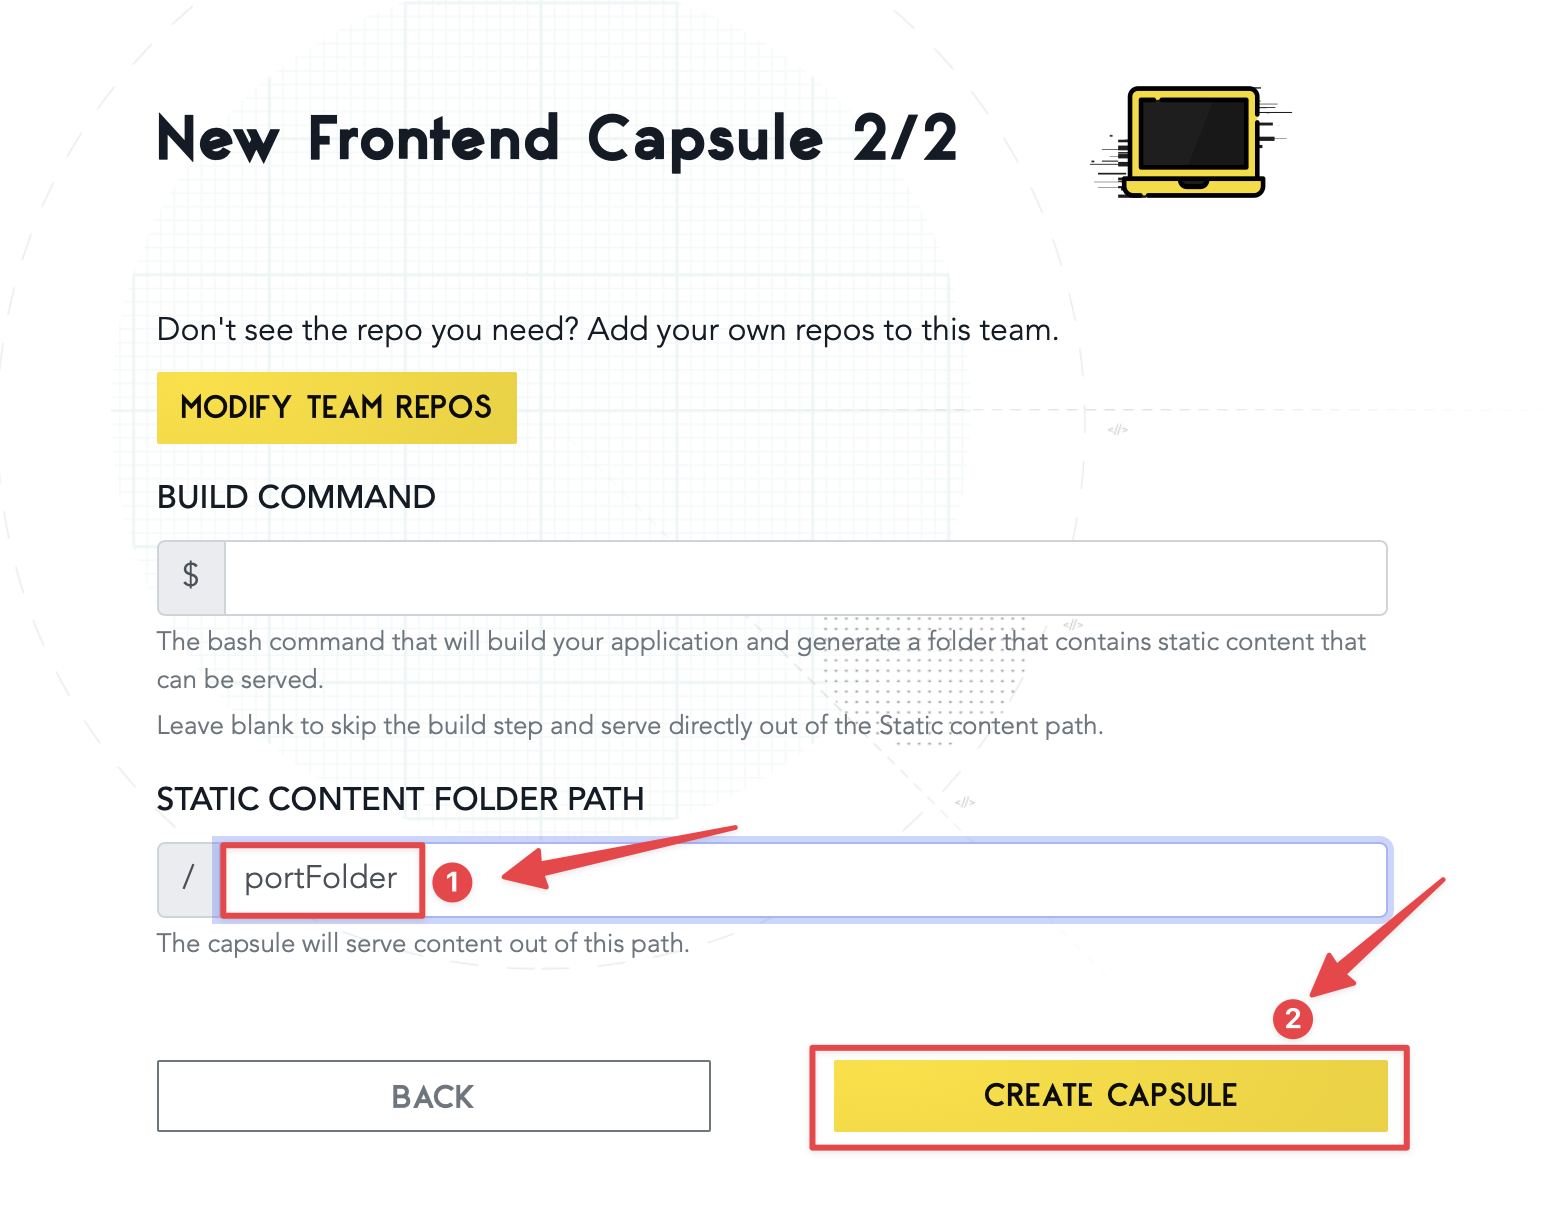 New Frontend Capsule 2/2
Don't see the repo you need? Add your own repos to this team.
MODIFY TEAM REPOS
</>
BUILD COMMAND
$
</>
The bash command that will build your application and generate a folder that contains static content that
can be served.
Leave blank to skip the build step and serve directly out of the Static content path.
STATIC CONTENT FOLDER PATH
</>
/ portFolder 1
The capsule will serve content out of this path.
2
BACK CREATE CAPSULE